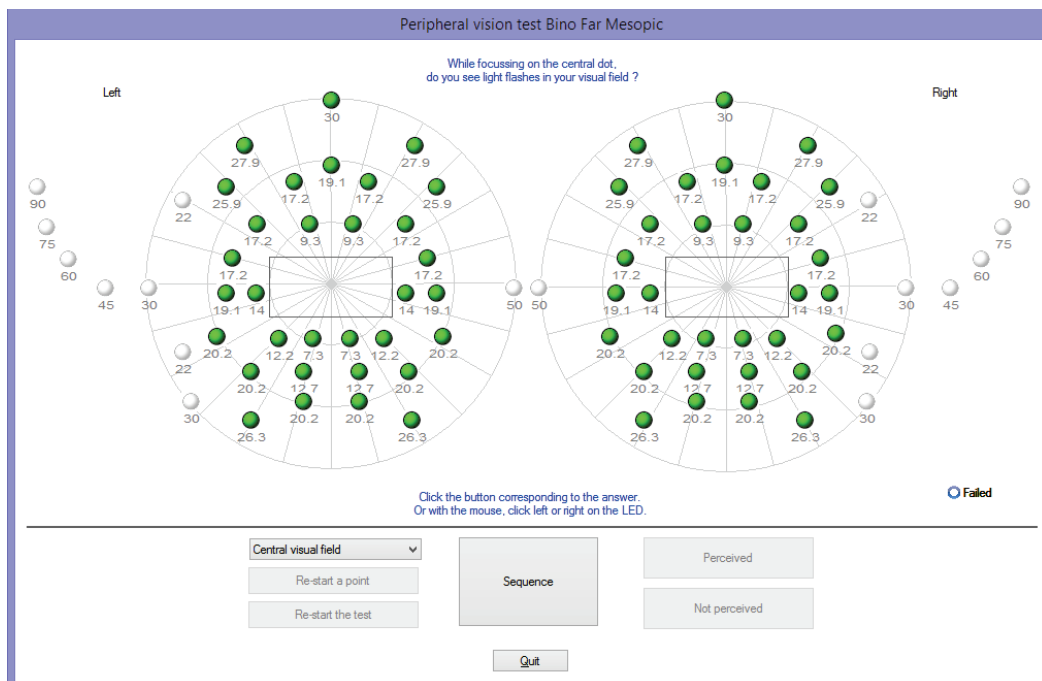 Peripheral vision test Bino Far Mesopic
While focussing on the central dot,
do you see light flashes in your visual field ?
Left Right
30 30
27.9 27.9 27.9 27.9
19.1 19.1
17.2 17.2 17.2 17.2
90 25.9 25.9 25.9 25.9 90
22 22
75 17.2 9.3 9.3 17.2 17.2 9.3 9.3 17.2 75
60 17.2 17.2 17.2 17.2 60
45 30 19.1 14 14 19.1 50 50 19.1 14 14 19.1 30 45
20.2 12.2 7.3 7.3 12.2 20.2 20.2 12.2 7.3 7.3 12.2 20.2
22 22
20.2 12.7 12.7 20.2 20.2 12.7 12.7 20.2
30 20.2 20.2 20.2 20.2 30
26.3 26.3 26.3 26.3
Click the button corresponding to the answer.
Or with the mouse, click left or right on the LED.
Failed
Central visual field
Re-start a point
Re-start the test
Sequence
Perceived
Not perceived
Quit